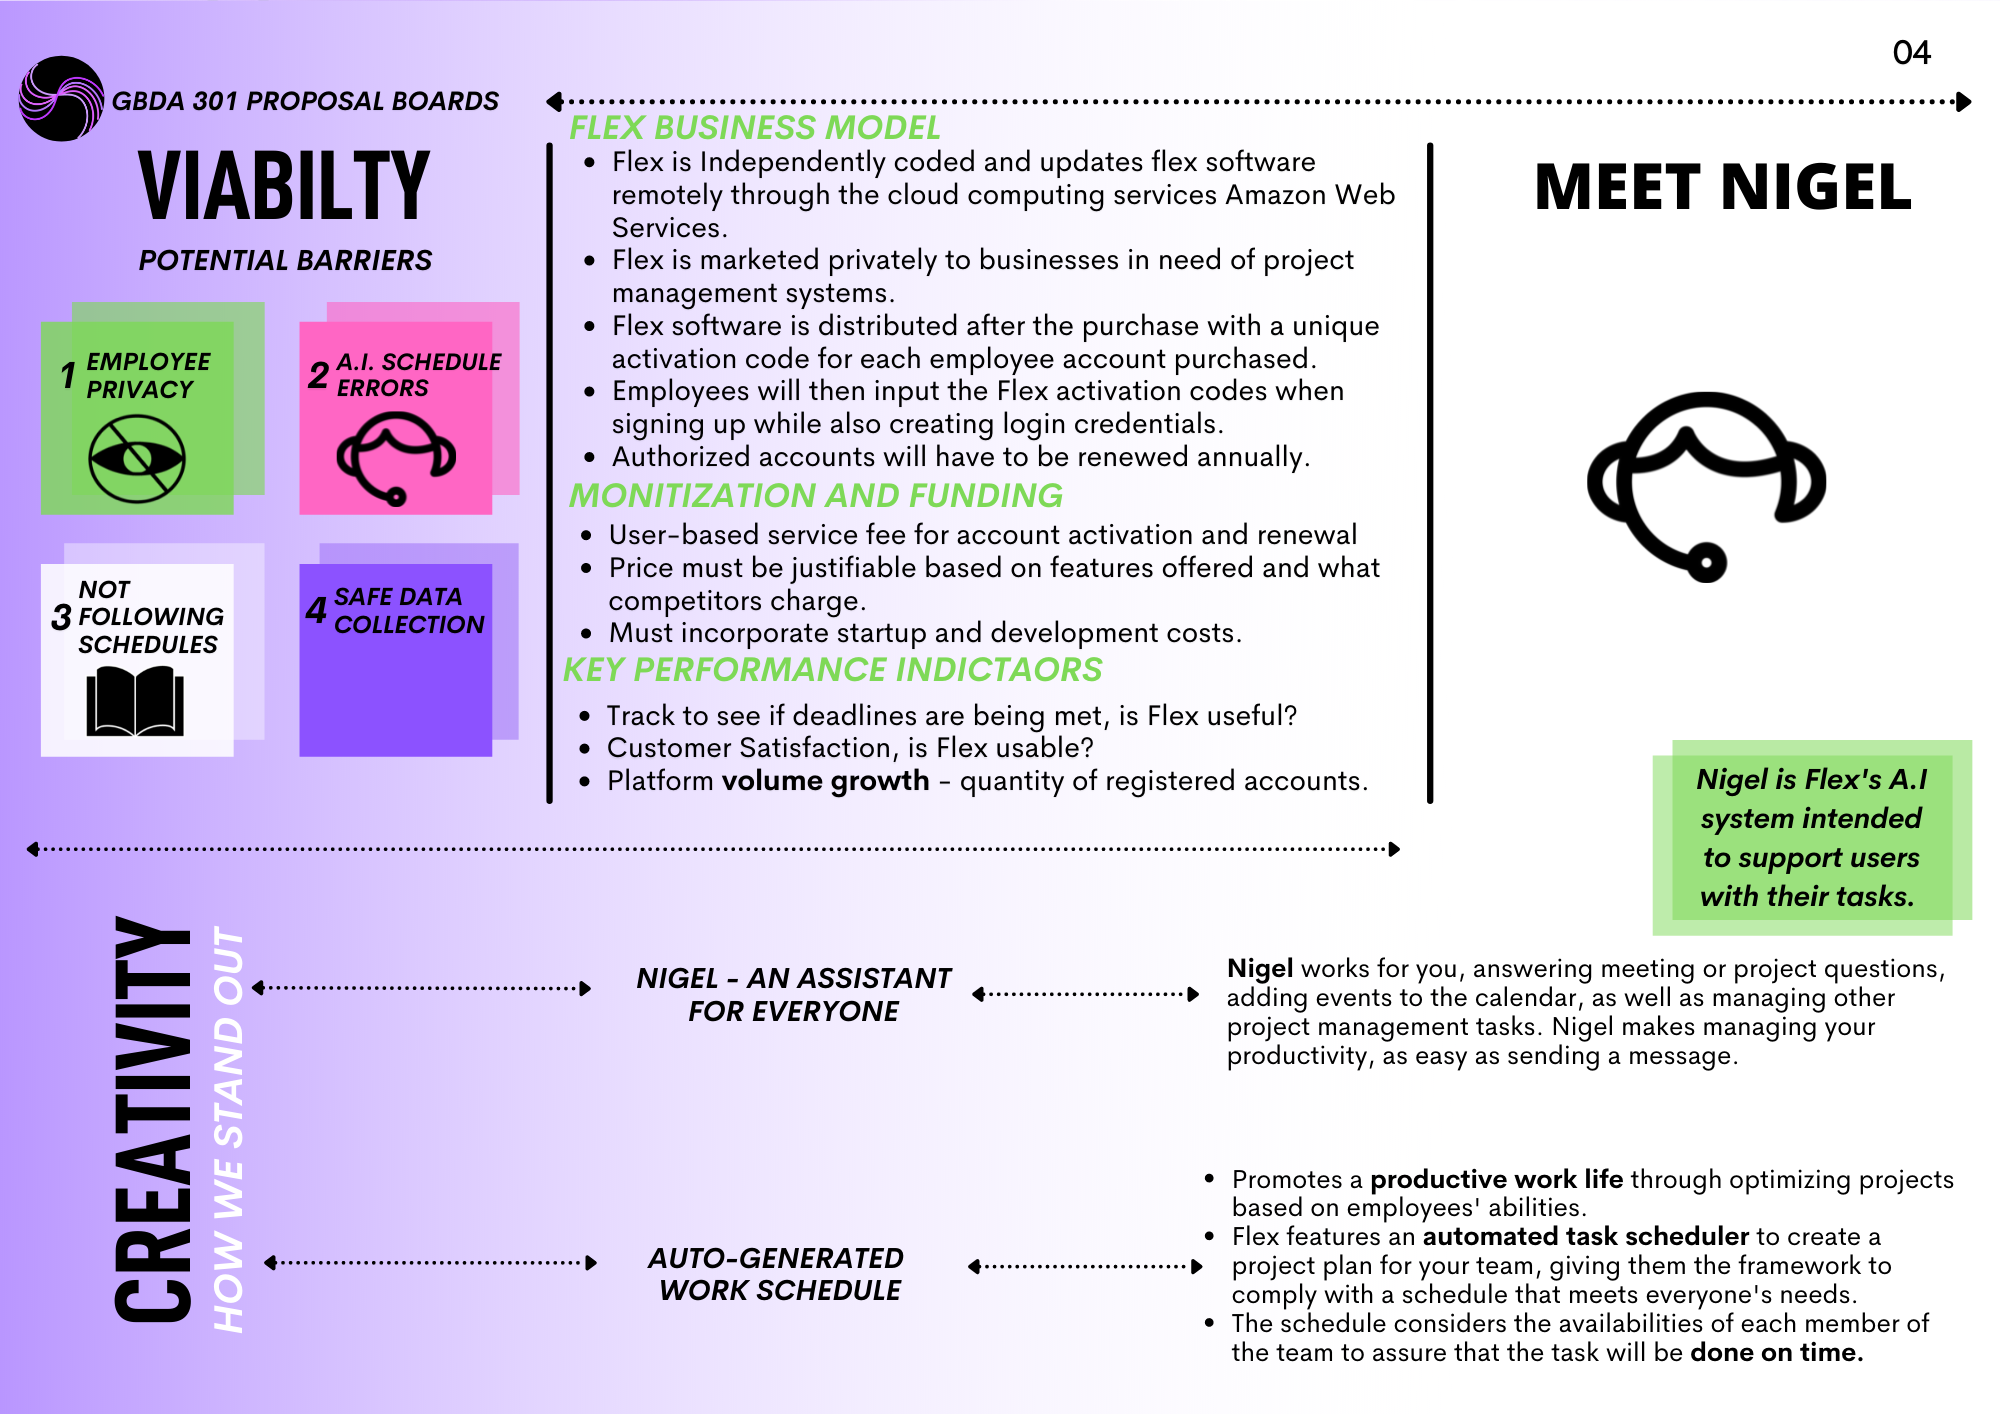 04
GBDA 301 PROPOSAL BOARDS
VIABILTY
POTENTIAL BARRIERS
1 EMPLOYEE
PRIVACY
2 A.I. SCHEDULE
ERRORS
3 NOT
FOLLOWING
SCHEDULES
4 SAFE DATA
COLLECTION
FLEX BUSINESS MODEL
• Flex is Independently coded and updates flex software
remotely through the cloud computing services Amazon Web
Services.
• Flex is marketed privately to businesses in need of project
management systems.
• Flex software is distributed after the purchase with a unique
activation code for each employee account purchased.
• Employees will then input the Flex activation codes when
signing up while also creating login credentials.
• Authorized accounts will have to be renewed annually.
MONITIZATION AND FUNDING
• User-based service fee for account activation and renewal
• Price must be justifiable based on features offered and what
competitors charge.
• Must incorporate startup and development costs.
KEY PERFORMANCE INDICTAORS
• Track to see if deadlines are being met, is Flex useful?
• Customer Satisfaction, is Flex usable?
• Platform volume growth - quantity of registered accounts.
MEET NIGEL
Nigel is Flex's A.I
system intended
to support users
with their tasks.
CREATIVITY
HOW WE STAND OUT
NIGEL - AN ASSISTANT
FOR EVERYONE
Nigel works for you, answering meeting or project questions,
adding events to the calendar, as well as managing other
project management tasks. Nigel makes managing your
productivity, as easy as sending a message.
AUTO-GENERATED
WORK SCHEDULE
• Promotes a productive work life through optimizing projects
based on employees' abilities.
• Flex features an automated task scheduler to create a
project plan for your team, giving them the framework to
comply with a schedule that meets everyone's needs.
• The schedule considers the availabilities of each member of
the team to assure that the task will be done on time.